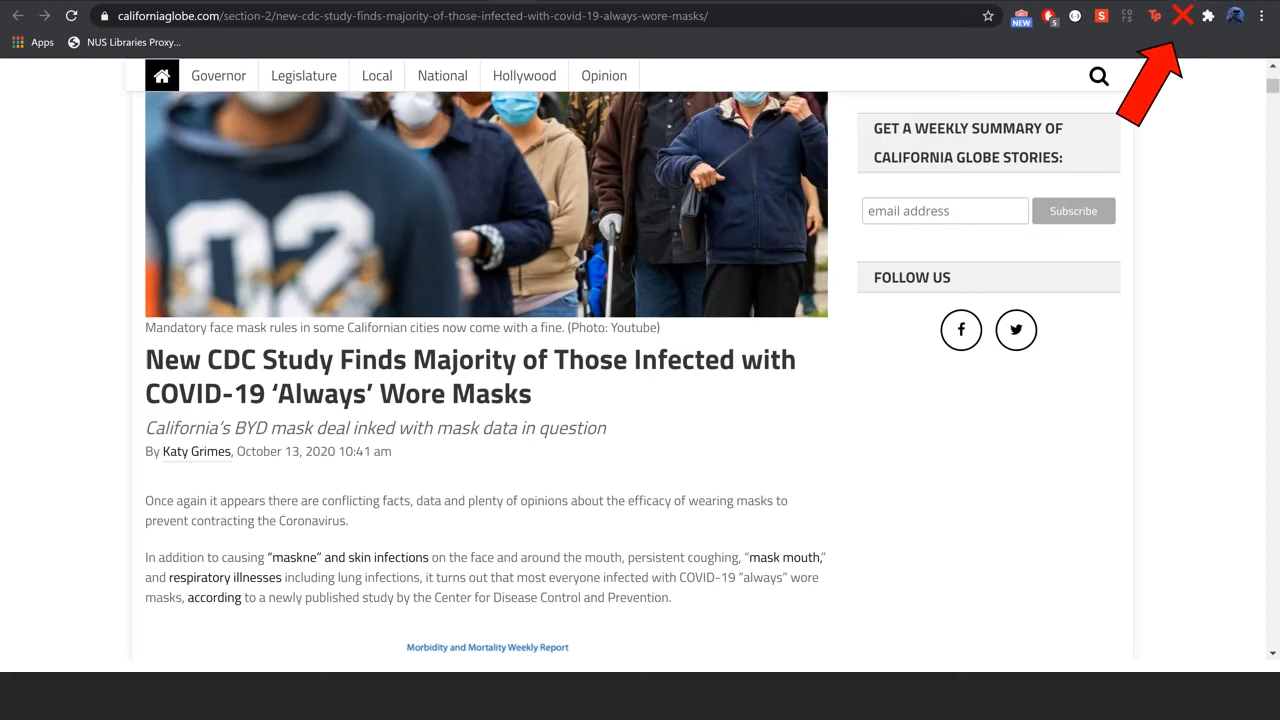 californiaglobe.com/section-2/new-cdc-study-finds-majority-of-those-infected-with-covid-19-always-wore-masks/
NEW
5
S
CO
RS
Tp
Apps
NUS Libraries Proxy...
Governor
Legislature
Local
National
Hollywood
Opinion
02
GET A WEEKLY SUMMARY OF
CALIFORNIA GLOBE STORIES:
email address
Subscribe
FOLLOW US
Mandatory face mask rules in some Californian cities now come with a fine. (Photo: Youtube)
New CDC Study Finds Majority of Those Infected with
COVID-19 ‘Always’ Wore Masks
California’s BYD mask deal inked with mask data in question
By Katy Grimes, October 13, 2020 10:41 am
Once again it appears there are conflicting facts, data and plenty of opinions about the efficacy of wearing masks to
prevent contracting the Coronavirus.
In addition to causing “maskne” and skin infections on the face and around the mouth, persistent coughing, “mask mouth,”
and respiratory illnesses including lung infections, it turns out that most everyone infected with COVID-19 “always” wore
masks, according to a newly published study by the Center for Disease Control and Prevention.
Morbidity and Mortality Weekly Report